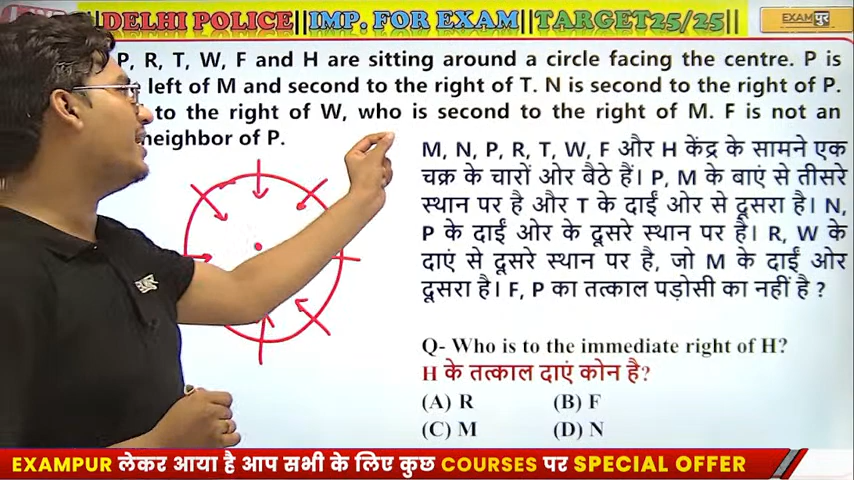 ||DELHI POLICE||IMP. FOR EXAM||TARGET25/25||
EXAMपुर
P, R, T, W, F and H are sitting around a circle facing the centre. P is
left of M and second to the right of T. N is second to the right of P.
to the right of W, who is second to the right of M. F is not an
neighbor of P.
M, N, P, R, T, W, F और H केंद्र के सामने एक
चक्र के चारों ओर बैठे हैं। P, M के बाएं से तीसरे
स्थान पर है और T के दाईं ओर से दूसरा है। N,
P के दाईं ओर के दूसरे स्थान पर है। R, W के
दाएं से दूसरे स्थान पर है, जो M के दाईं ओर
दूसरा है। F, P का तत्काल पड़ोसी का नहीं है ?
Q- Who is to the immediate right of H?
H के तत्काल दाएं कोन है?
(A) R (B) F
(C) M (D) N
EXAMPUR लेकर आया है आप सभी के लिए कुछ COURSES पर SPECIAL OFFER